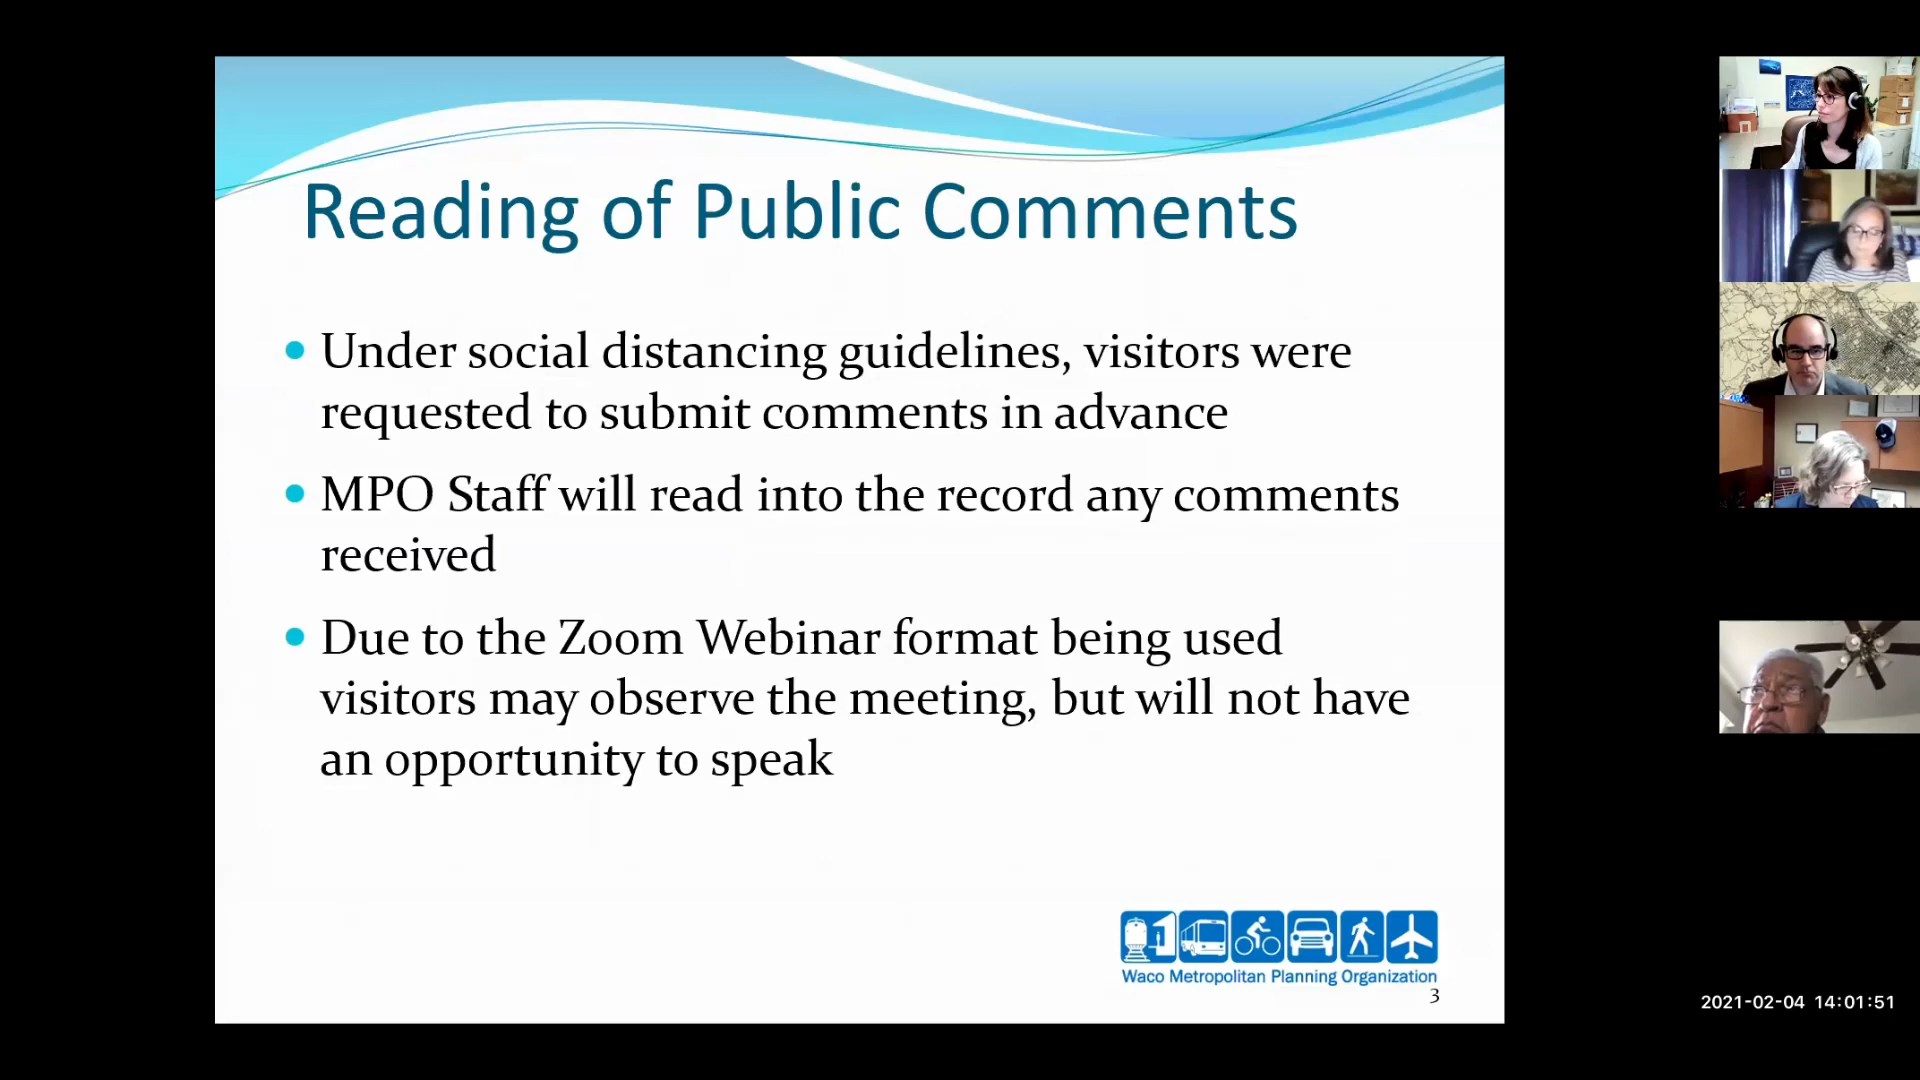 Reading of Public Comments
• Under social distancing guidelines, visitors were
requested to submit comments in advance
• MPO Staff will read into the record any comments
received
• Due to the Zoom Webinar format being used
visitors may observe the meeting, but will not have
an opportunity to speak
Waco Metropolitan Planning Organization
3
2021-02-04 14:01:51